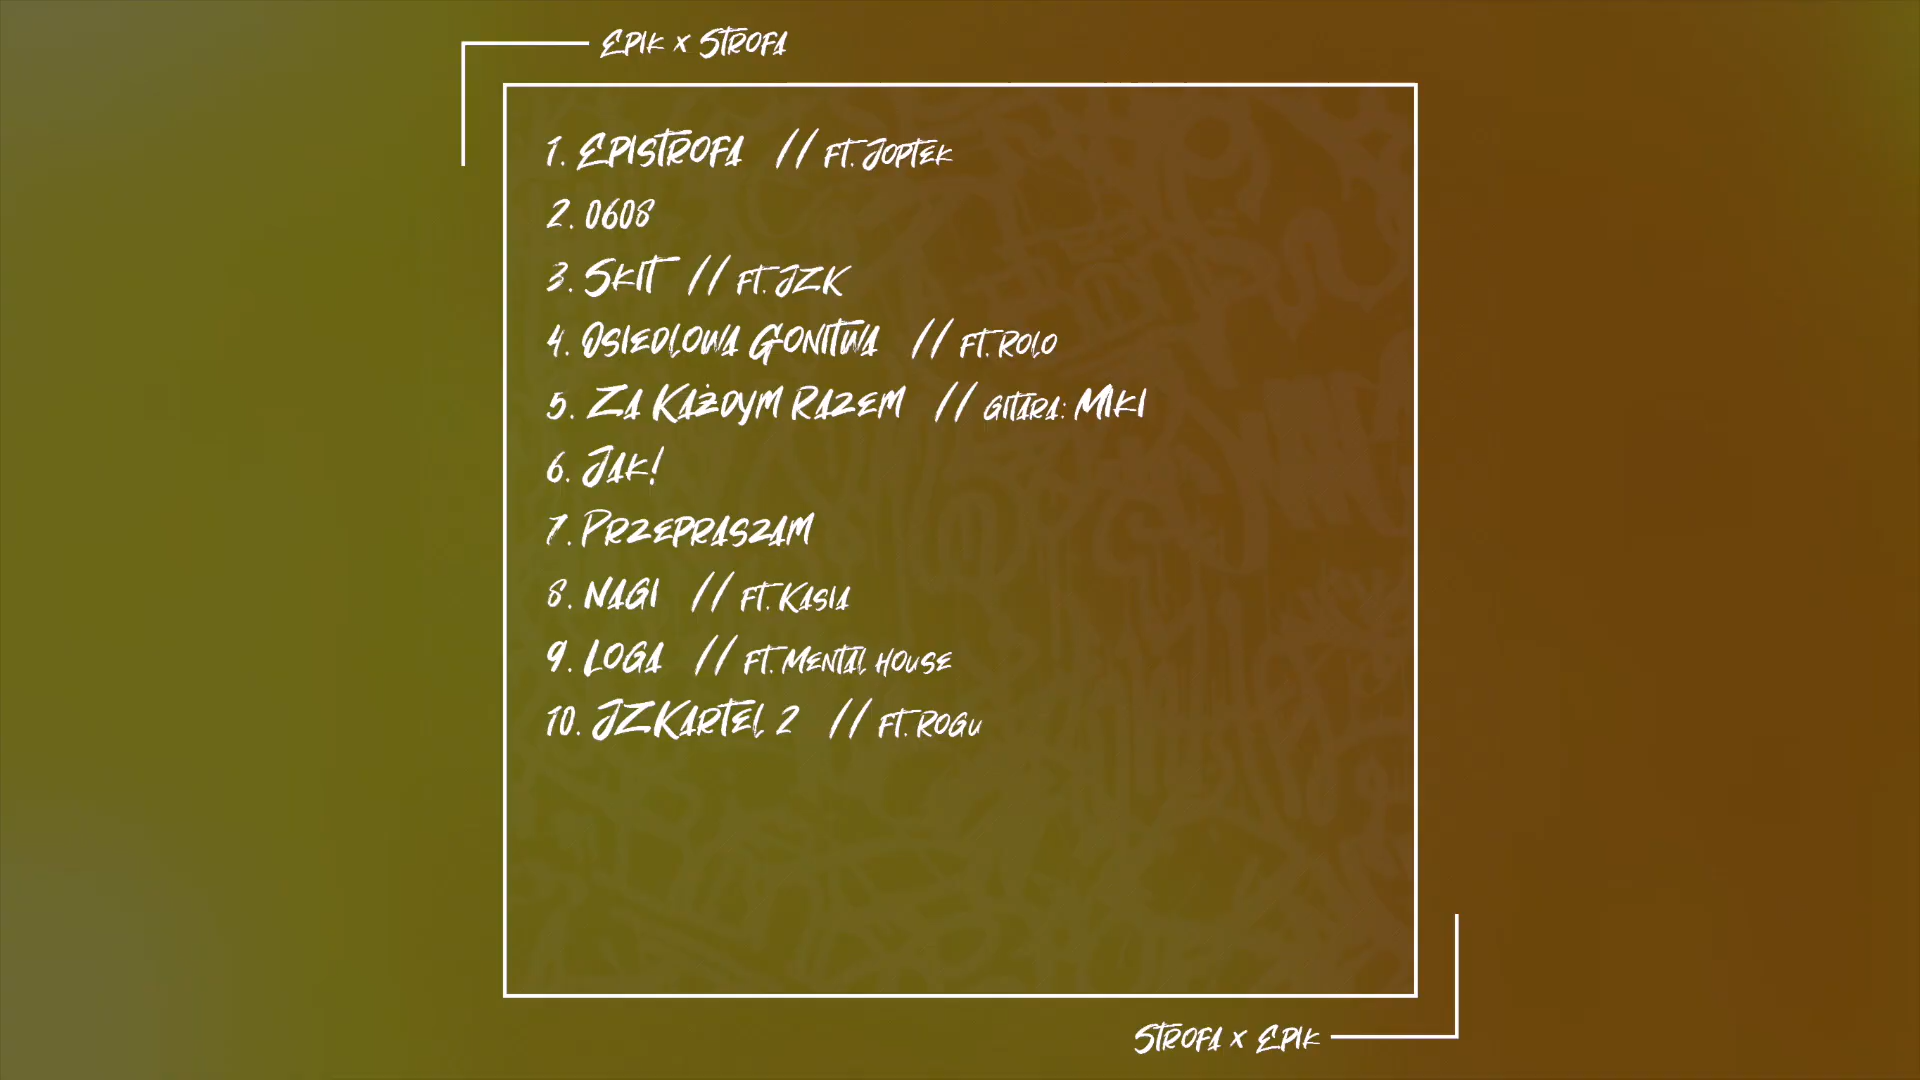 Epik x Strofa
1. Epistrofa // ft. Joptek
2. 0608
3. Skit // ft. JZK
4. Osiedlowa Gonitwa // ft. Rolo
5. Za Każdym Razem // gitara: Miki
6. Jak!
7. Przepraszam
8. Nagi // ft. Kasia
9. Loga // ft. Mental House
10. JZKartel 2 // ft. Rogu
Strofa x Epik